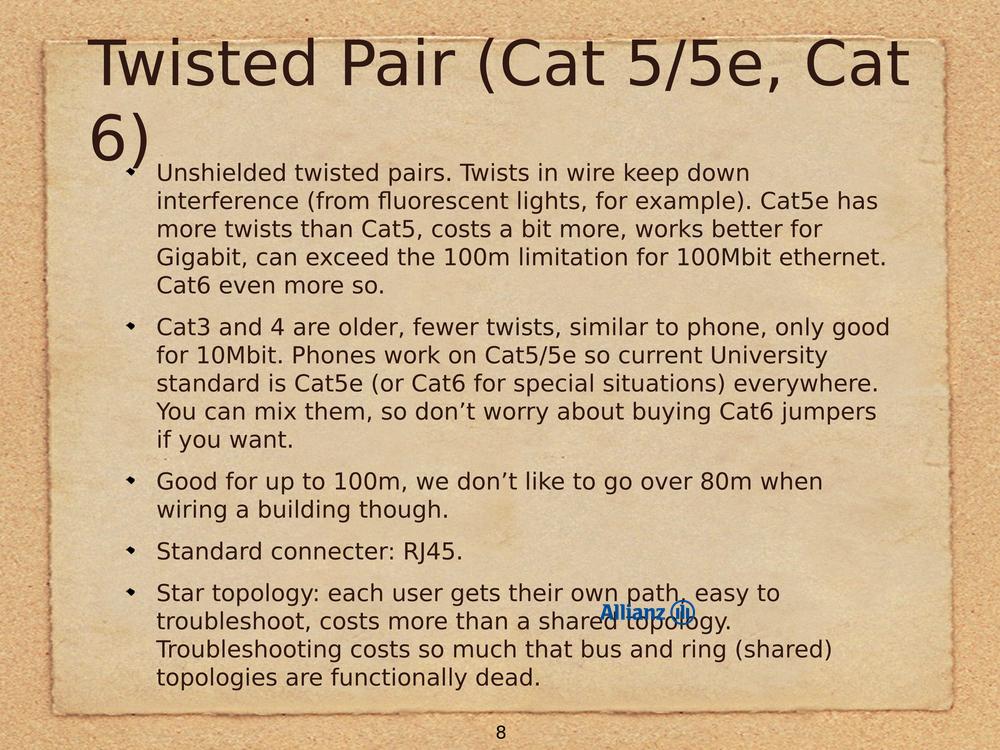 Twisted Pair (Cat 5/5e, Cat
6)
Unshielded twisted pairs. Twists in wire keep down
interference (from fluorescent lights, for example). Cat5e has
more twists than Cat5, costs a bit more, works better for
Gigabit, can exceed the 100m limitation for 100Mbit ethernet.
Cat6 even more so.
Cat3 and 4 are older, fewer twists, similar to phone, only good
for 10Mbit. Phones work on Cat5/5e so current University
standard is Cat5e (or Cat6 for special situations) everywhere.
You can mix them, so don’t worry about buying Cat6 jumpers
if you want.
Good for up to 100m, we don’t like to go over 80m when
wiring a building though.
Standard connecter: RJ45.
Star topology: each user gets their own path, easy to
Allianz
troubleshoot, costs more than a shared topology.
Troubleshooting costs so much that bus and ring (shared)
topologies are functionally dead.
8